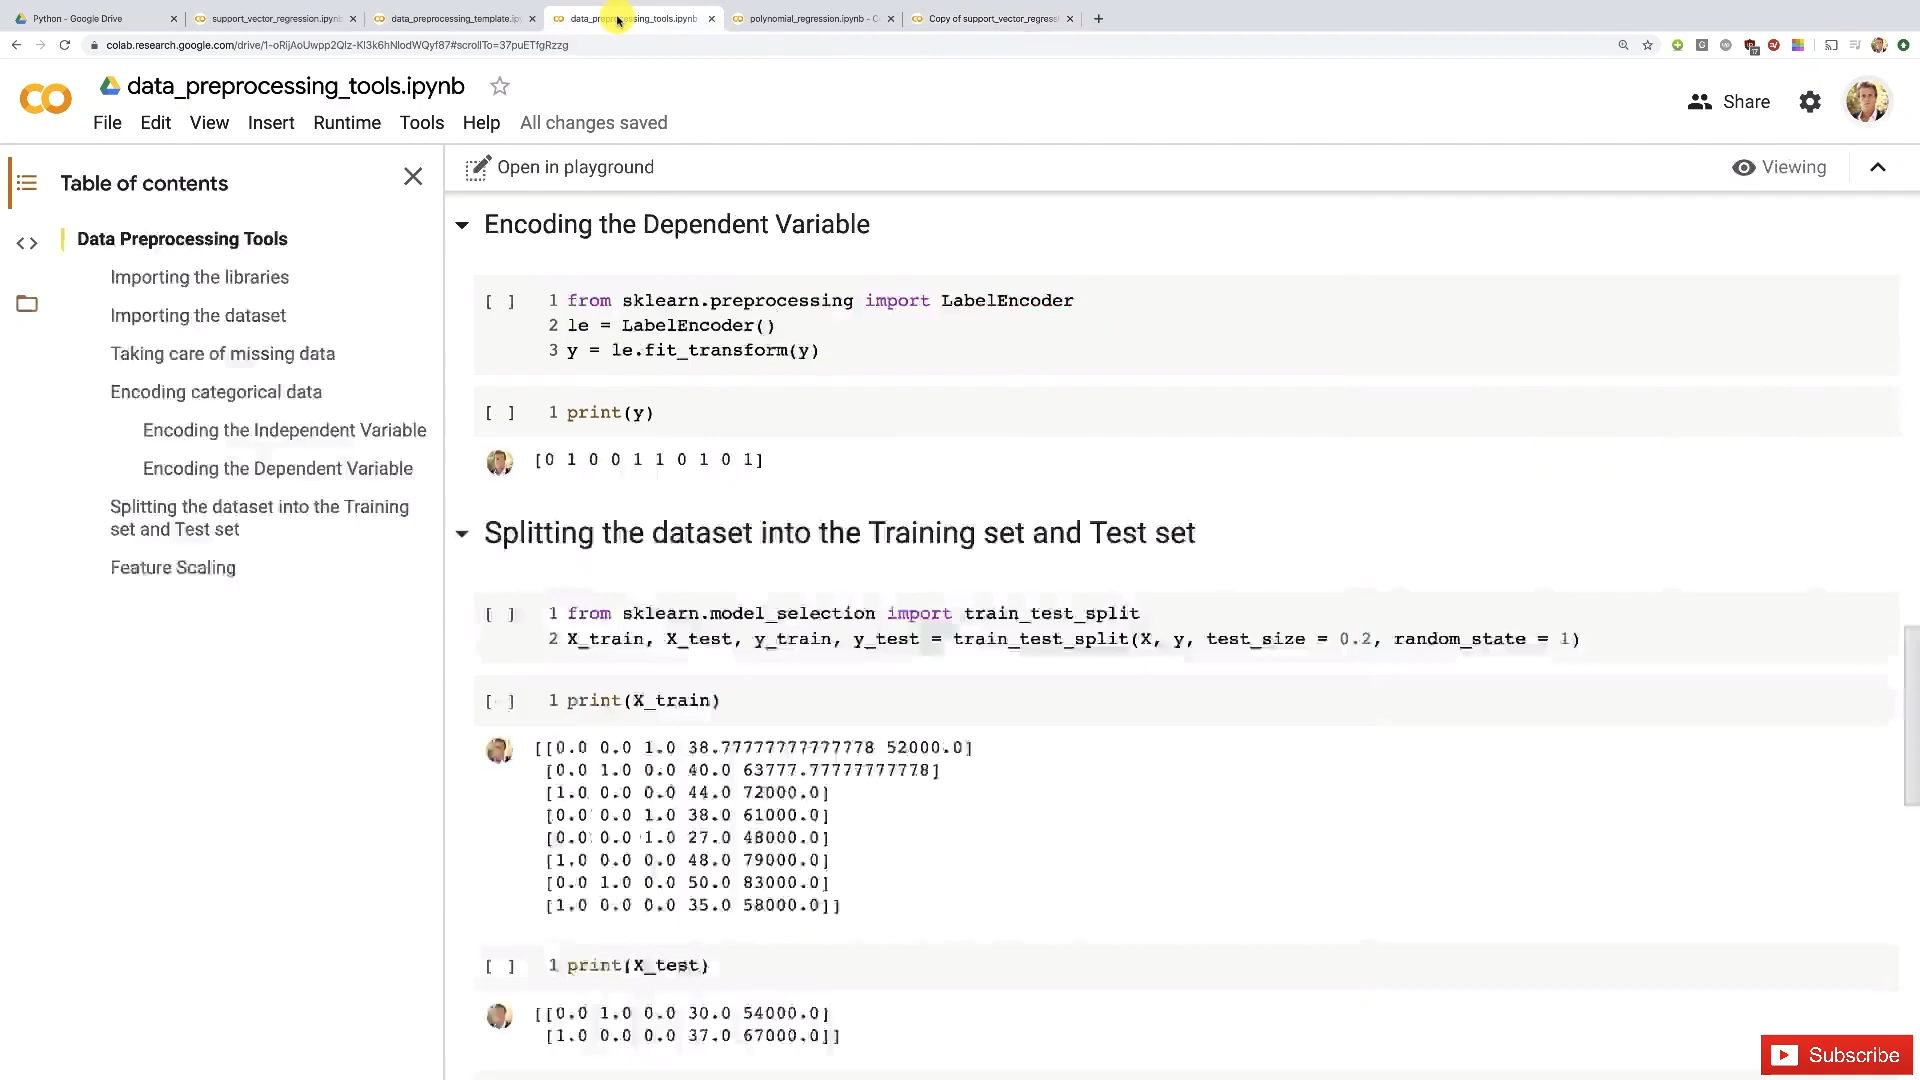 Python - Google Drive
support_vector_regression.ipynb
data_preprocessing_template.ipynb
data_preprocessing_tools.ipynb
polynomial_regression.ipynb - C
Copy of support_vector_regress
colab.research.google.com/drive/1-oRijAoUwpp2Qlz-Kl3k6hNlodWQyf87#scrollTo=37puETfgRzzg
data_preprocessing_tools.ipynb
File Edit View Insert Runtime Tools Help All changes saved
Share
Table of contents
Data Preprocessing Tools
Importing the libraries
Importing the dataset
Taking care of missing data
Encoding categorical data
Encoding the Independent Variable
Encoding the Dependent Variable
Splitting the dataset into the Training
set and Test set
Feature Scaling
Open in playground
Viewing
Encoding the Dependent Variable
[ ] 1 from sklearn.preprocessing import LabelEncoder
2 le = LabelEncoder()
3 y = le.fit_transform(y)
[ ] 1 print(y)
[0 1 0 0 1 1 0 1 0 1]
Splitting the dataset into the Training set and Test set
[ ] 1 from sklearn.model_selection import train_test_split
2 X_train, X_test, y_train, y_test = train_test_split(X, y, test_size = 0.2, random_state = 1)
[ ] 1 print(X_train)
[[0.0 0.0 1.0 38.77777777777778 52000.0]
[0.0 1.0 0.0 40.0 63777.77777777778]
[1.0 0.0 0.0 44.0 72000.0]
[0.0 0.0 1.0 38.0 61000.0]
[0.0 0.0 1.0 27.0 48000.0]
[1.0 0.0 0.0 48.0 79000.0]
[0.0 1.0 0.0 50.0 83000.0]
[1.0 0.0 0.0 35.0 58000.0]]
[ ] 1 print(X_test)
[[0.0 1.0 0.0 30.0 54000.0]
[1.0 0.0 0.0 37.0 67000.0]]
Subscribe